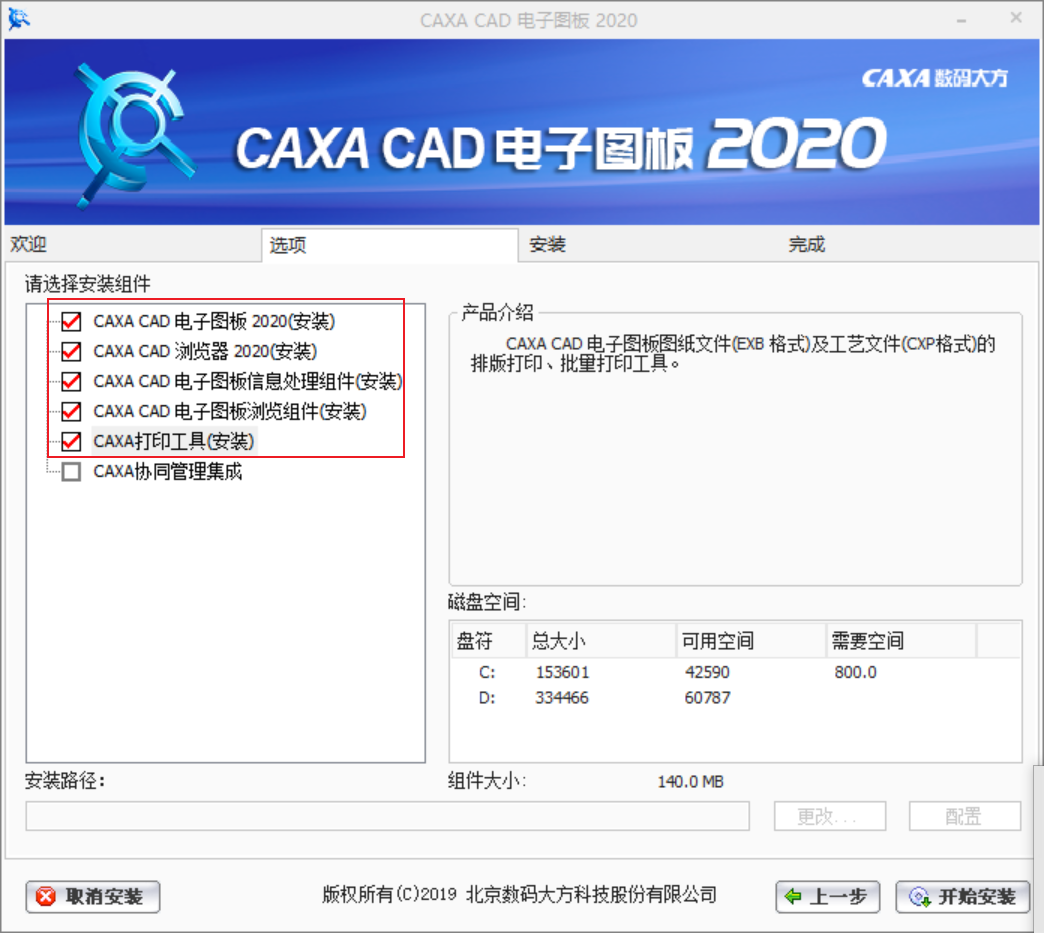 CAXA CAD 电子图板 2020
CAXA 数码大方
CAXA CAD 电子图板 2020
欢迎
选项
安装
完成
请选择安装组件
CAXA CAD 电子图板 2020(安装)
CAXA CAD 浏览器 2020(安装)
CAXA CAD 电子图板信息处理组件(安装)
CAXA CAD 电子图板浏览组件(安装)
CAXA打印工具(安装)
CAXA协同管理集成
产品介绍
CAXA CAD 电子图板图纸文件(EXB 格式)及工艺文件(CXP格式)的
排版打印、批量打印工具。
磁盘空间:
盘符 总大小 可用空间 需要空间
C: 153601 42590 800.0
D: 334466 60787
安装路径:
组件大小: 140.0 MB
更改...
配置
取消安装
版权所有(C)2019 北京数码大方科技股份有限公司
上一步
开始安装